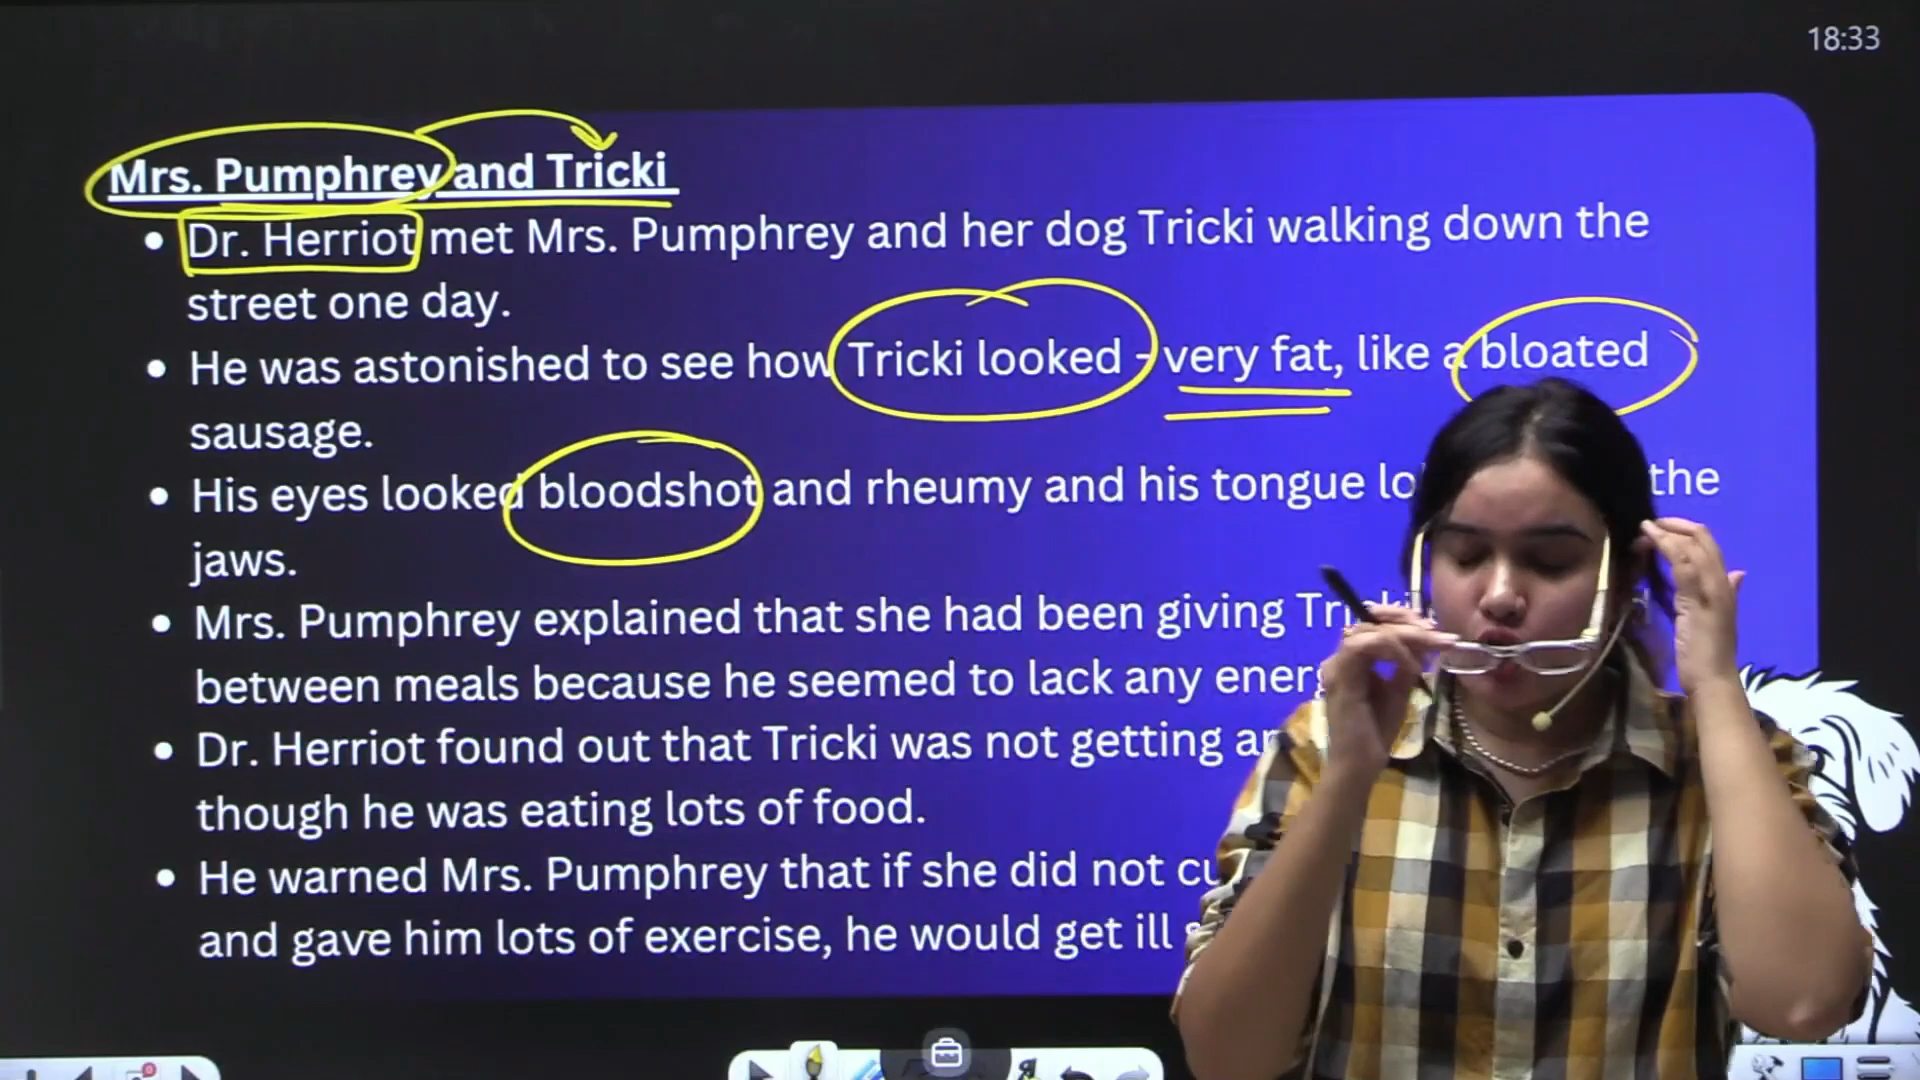 18:33
Mrs. Pumphrey and Tricki
• Dr. Herriot met Mrs. Pumphrey and her dog Tricki walking down the
street one day.
• He was astonished to see how Tricki looked - very fat, like a bloated
sausage.
• His eyes looked bloodshot and rheumy and his tongue the
jaws.
• Mrs. Pumphrey explained that she had been giving
between meals because he seemed to lack any
• Dr. Herriot found out that Tricki was not getting
though he was eating lots of food.
• He warned Mrs. Pumphrey that if she did not
and gave him lots of exercise, he would get ill